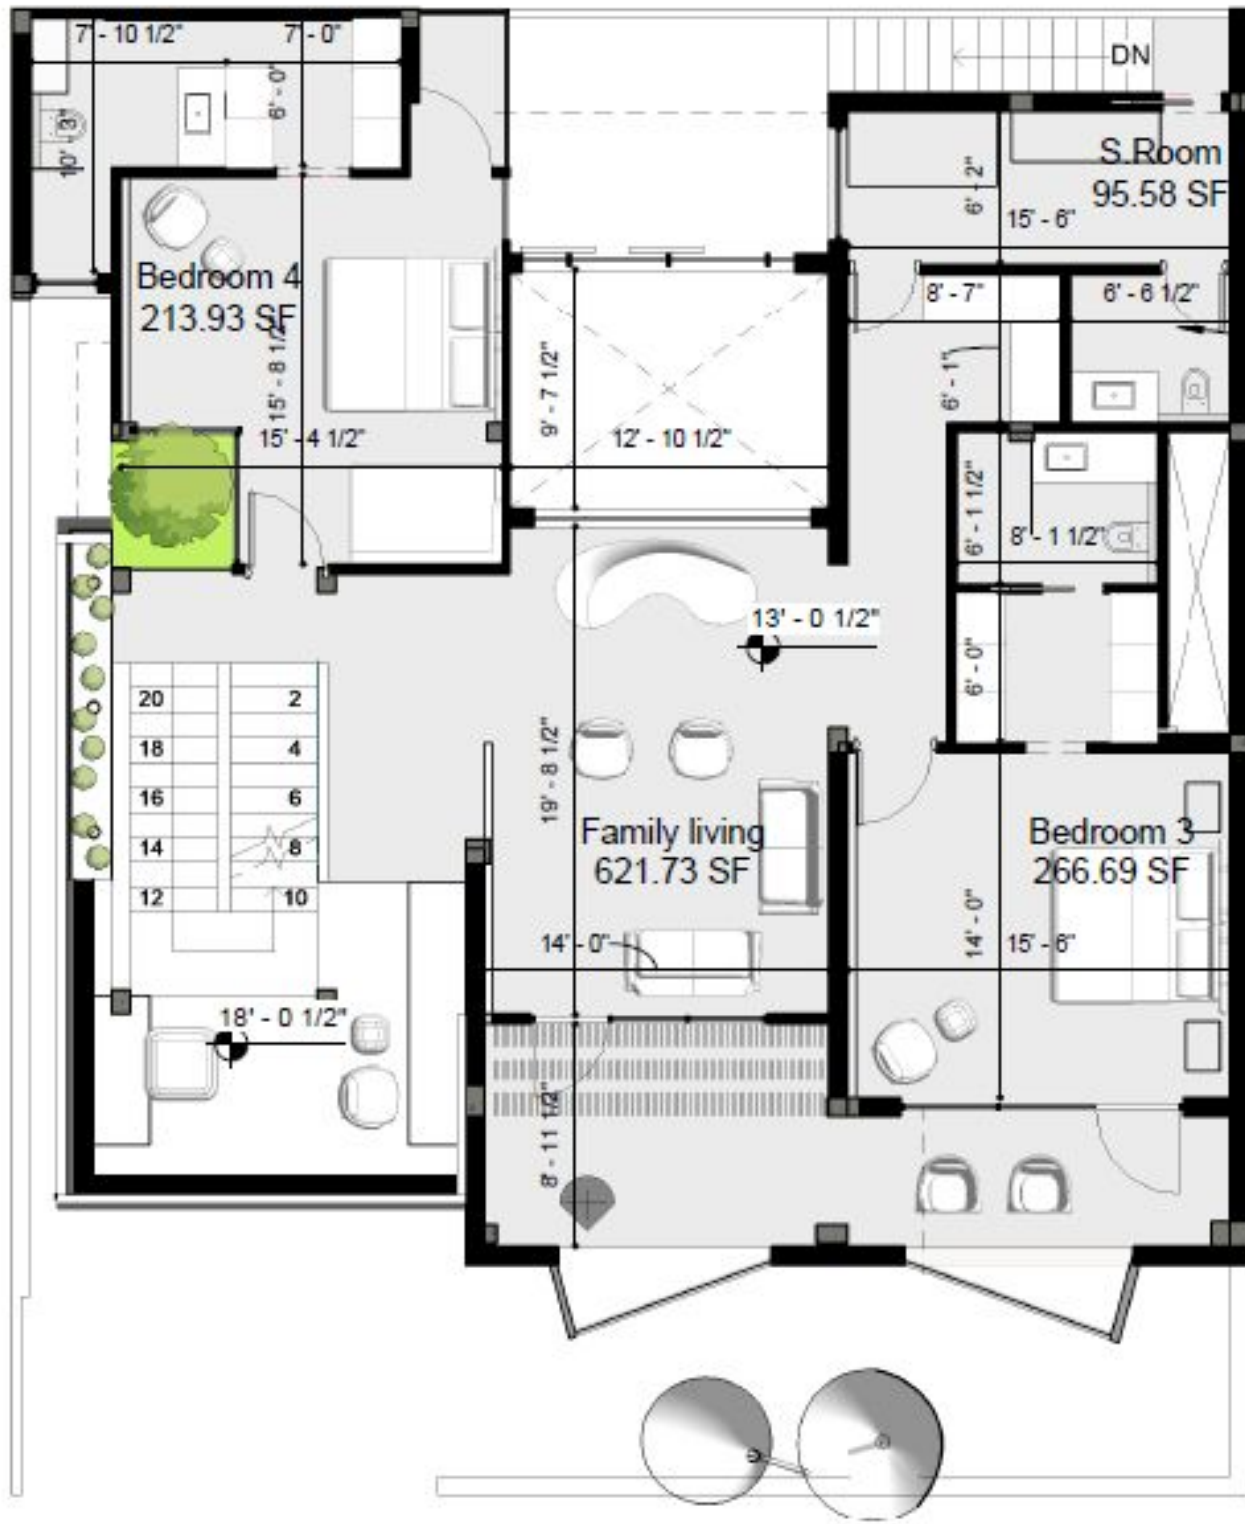 7' - 10 1/2"
7' - 0"
DN
6' - 0"
10' - 3"
S.Room
95.58 SF
6' - 2"
15' - 6"
Bedroom 4
213.93 SF
8' - 7"
6' - 6 1/2"
15' - 8 1/2"
9' - 7 1/2"
6' - 1"
15' - 4 1/2"
12' - 10 1/2"
6' - 1 1/2"
8' - 1 1/2"
13' - 0 1/2"
6' - 0"
20
2
18
4
16
6
14
8
12
10
19' - 8 1/2"
Family living
621.73 SF
Bedroom 3
266.69 SF
14' - 0"
14' - 0"
15' - 6"
18' - 0 1/2"
8' - 11 1/2"